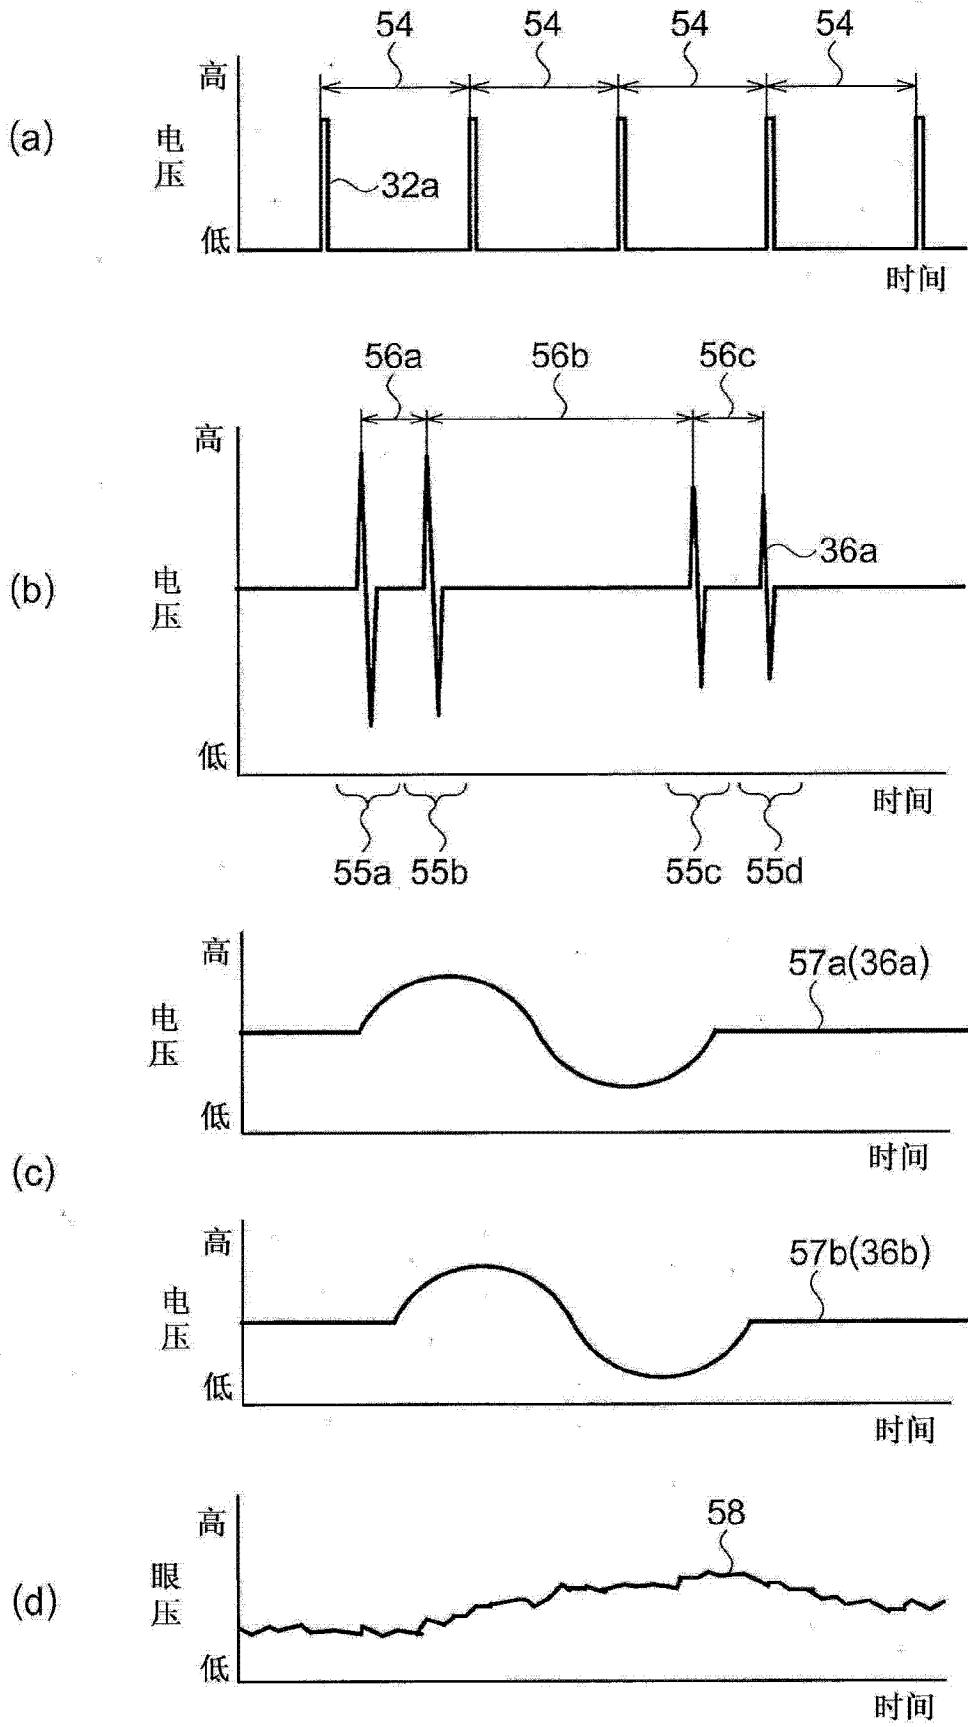 54 54 54 54
高
(a)
电压
32a
低
时间
56a 56b 56c
高
36a
(b)
电压
低
时间
55a 55b 55c 55d
高
57a(36a)
电压
低
时间
(c)
高
57b(36b)
电压
低
时间
高
58
(d)
眼压
低
时间